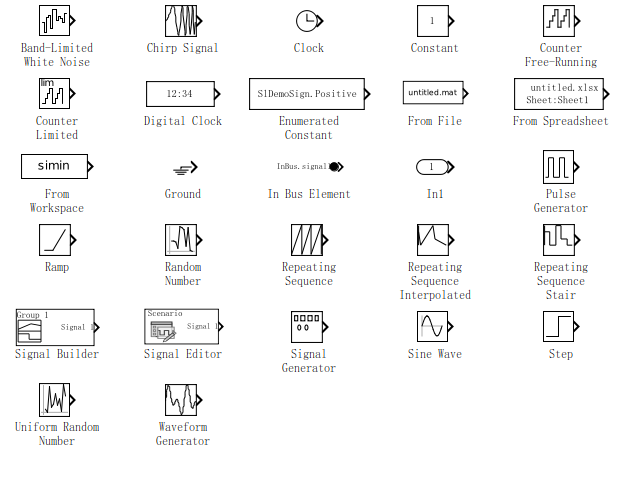 Band-Limited
White Noise
Chirp Signal
Clock
1
Constant
Counter
Free-Running
lim
Counter
Limited
12:34
Digital Clock
SlDemoSign.Positive
Enumerated
Constant
untitled.mat
From File
untitled.xlsx
Sheet:Sheet1
From Spreadsheet
simin
From
Workspace
Ground
InBus.signal1
In Bus Element
1
In1
Pulse
Generator
Ramp
Random
Number
Repeating
Sequence
Repeating
Sequence
Interpolated
Repeating
Sequence
Stair
Group 1
Signal 1
Signal Builder
Scenario
Signal 1
Signal Editor
Signal
Generator
Sine Wave
Step
Uniform Random
Number
Waveform
Generator